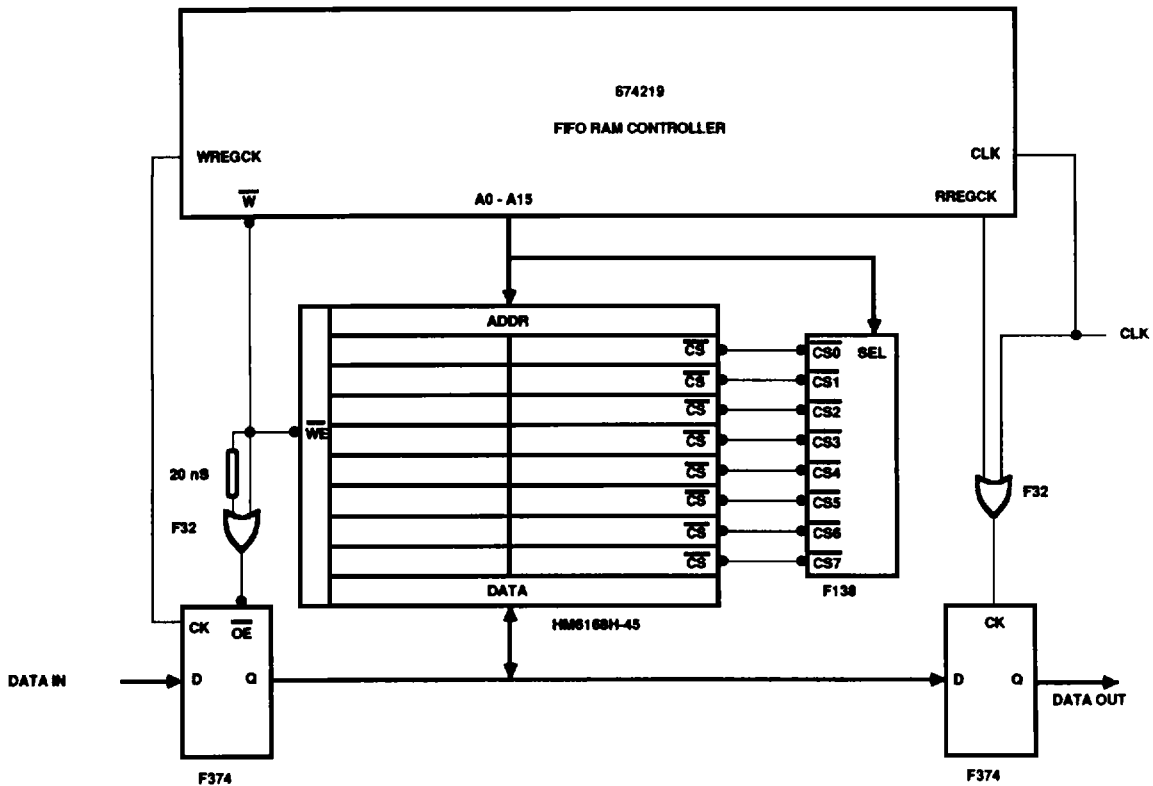 674219
FIFO RAM CONTROLLER
WREGCK
CLK
W
A0 - A15
RREGCK
ADDR
CLK
CS
CS0 SEL
CS
CS1
CS
CS2
WE
CS
CS3
20 nS
CS
CS4
CS
CS5
F32
F32
CS
CS6
CS
CS7
DATA
F138
HM6168H-45
CK
OE
CK
DATA IN
D
Q
D
Q
DATA OUT
F374
F374